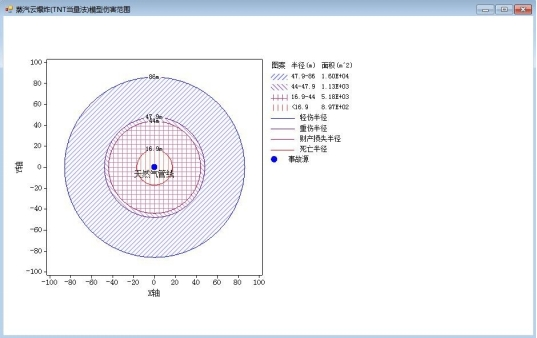 蒸汽云爆炸(TNT当量法)模型伤害范围
图案 半径(m) 面积(m^2)
47.9-86 1.60E+04
44-47.9 1.13E+03
16.9-44 5.18E+03
<16.9 8.97E+02
轻伤半径
重伤半径
财产损失半径
死亡半径
事故源
100
80
60
40
20
0
-20
-40
-60
-80
-100
Y轴
86m
47.9m
44m
16.9m
天然气管线
-100 -80 -60 -40 -20 0 20 40 60 80 100
X轴